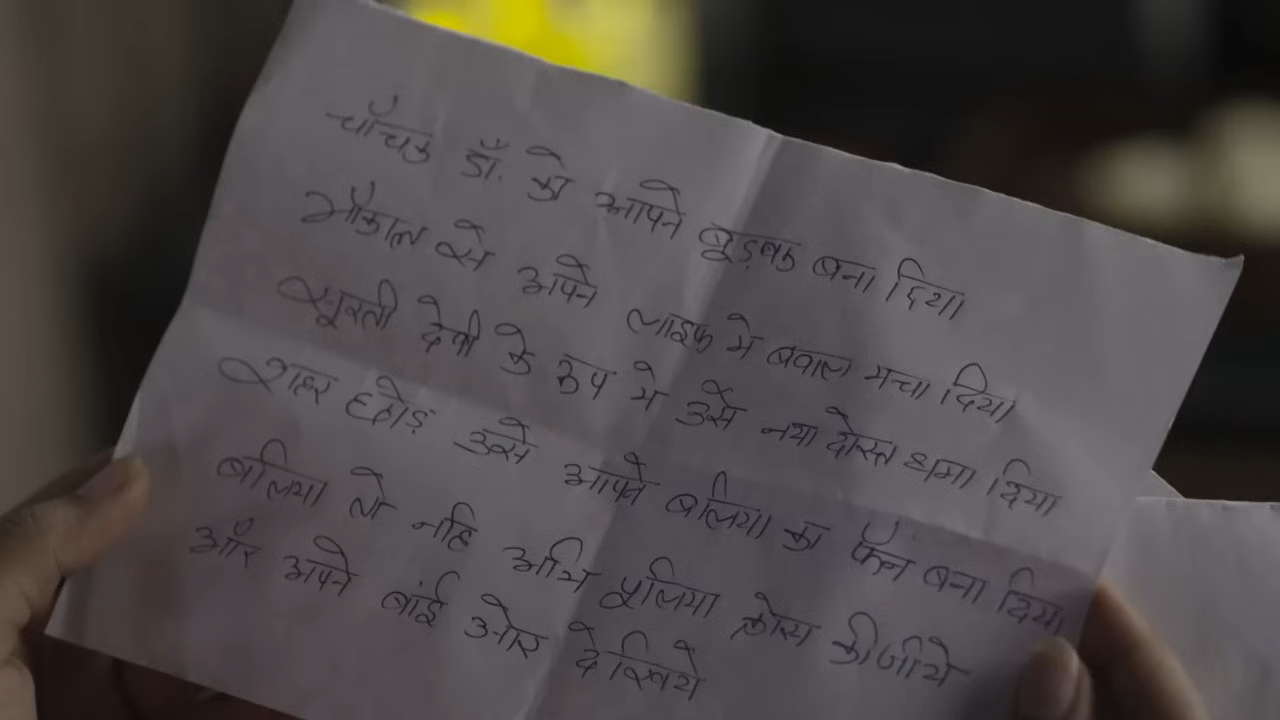 चाँचक डॉ. को आपने बूड़बक बना दिया
भौकाल से अपने लाइफ मे बवाल मचा दिया
सूरती देवी के रूप मे उसे नया दोस्त थमा दिया
शहर छोड़ उसे आपने बलिया का फॅन बना दिया
बलिया तो नहि अभि पूलिया क्रोस कीजीये
और अपने बांई ओर देखिये